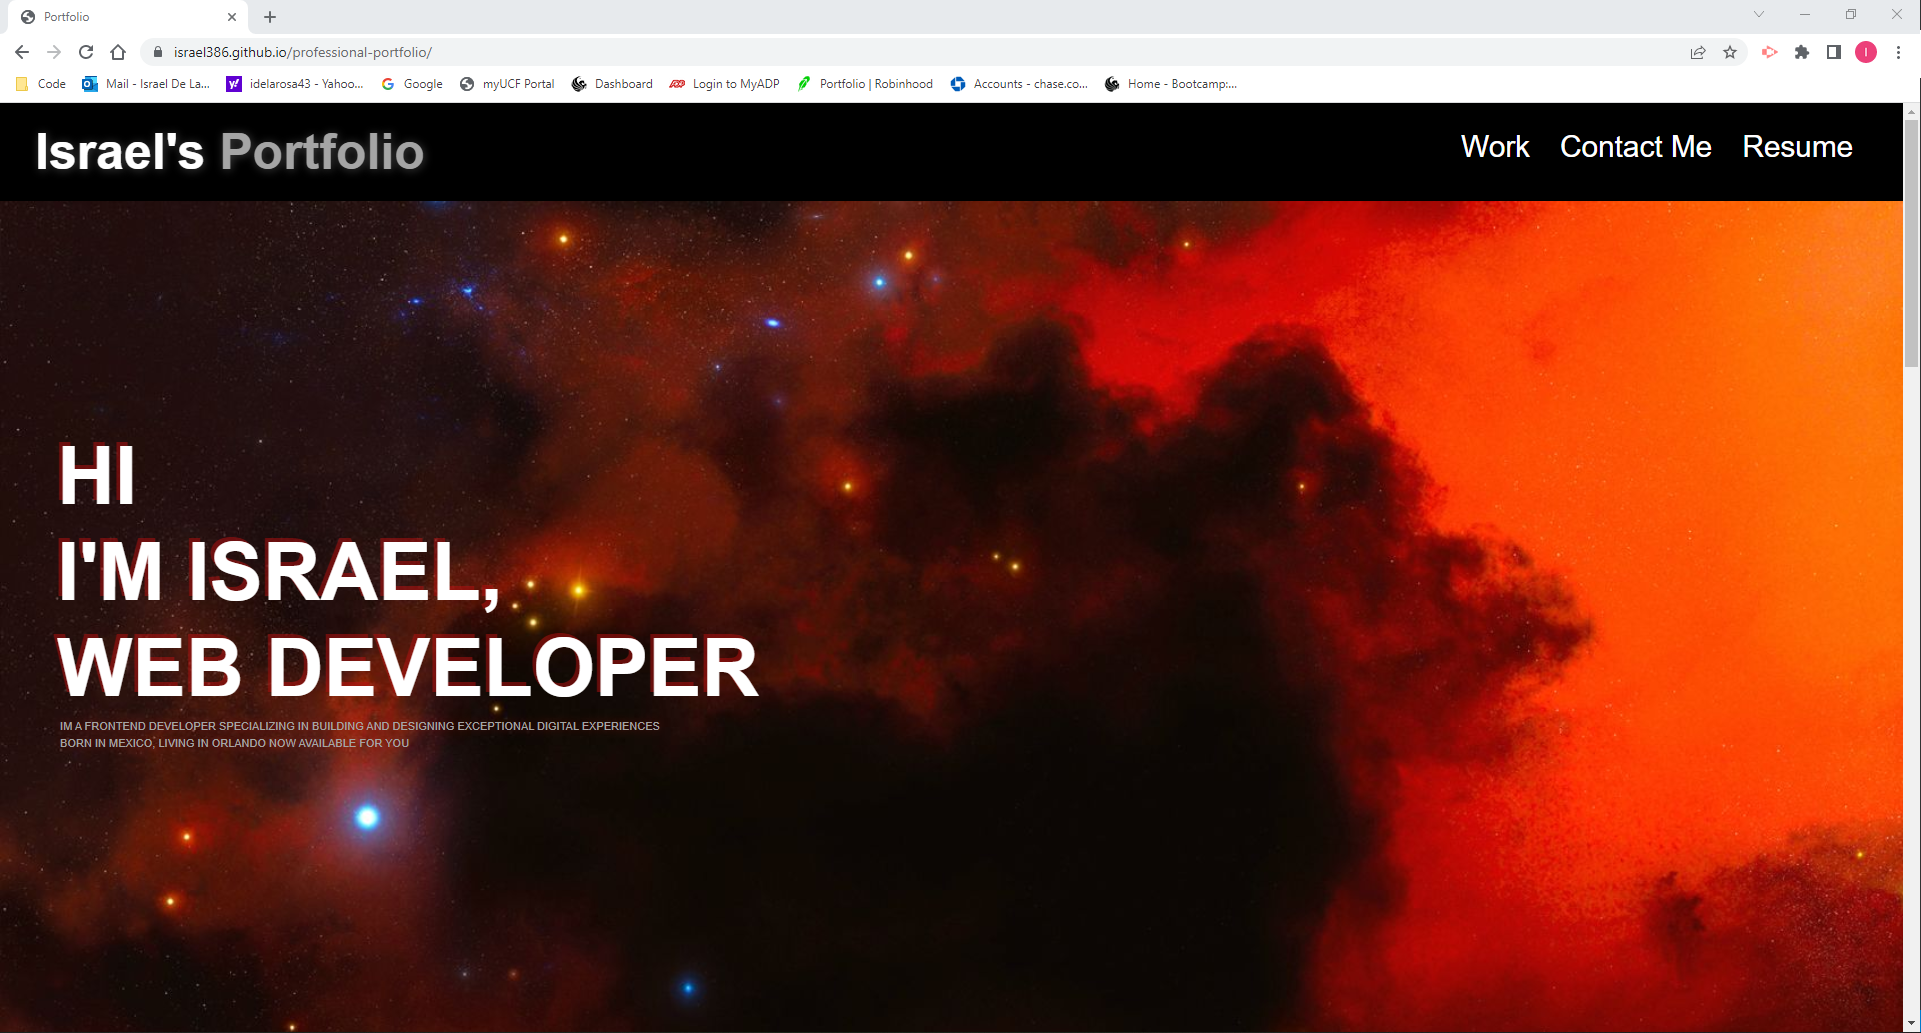 Portfolio
israel386.github.io/professional-portfolio/
I
Code
Mail - Israel De La...
idelarosa43 - Yahoo...
Google
myUCF Portal
Dashboard
Login to MyADP
Portfolio | Robinhood
Accounts - chase.co...
Home - Bootcamp:...
Israel's Portfolio
Work
Contact Me
Resume
HI
I'M ISRAEL,
WEB DEVELOPER
IM A FRONTEND DEVELOPER SPECIALIZING IN BUILDING AND DESIGNING EXCEPTIONAL DIGITAL EXPERIENCES
BORN IN MEXICO, LIVING IN ORLANDO NOW AVAILABLE FOR YOU